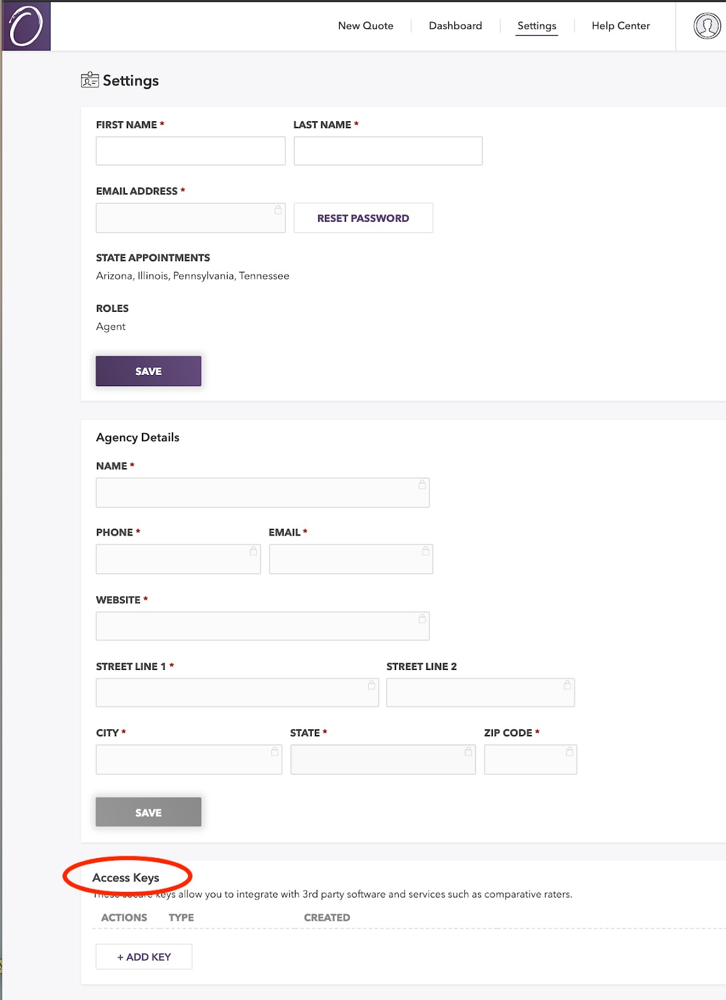 New Quote Dashboard Settings Help Center
Settings
FIRST NAME * LAST NAME *
EMAIL ADDRESS *
RESET PASSWORD
STATE APPOINTMENTS
Arizona, Illinois, Pennsylvania, Tennessee
ROLES
Agent
SAVE
Agency Details
NAME *
PHONE * EMAIL *
WEBSITE *
STREET LINE 1 * STREET LINE 2
CITY * STATE * ZIP CODE *
SAVE
Access Keys
These secure keys allow you to integrate with 3rd party software and services such as comparative raters.
ACTIONS TYPE CREATED
+ ADD KEY